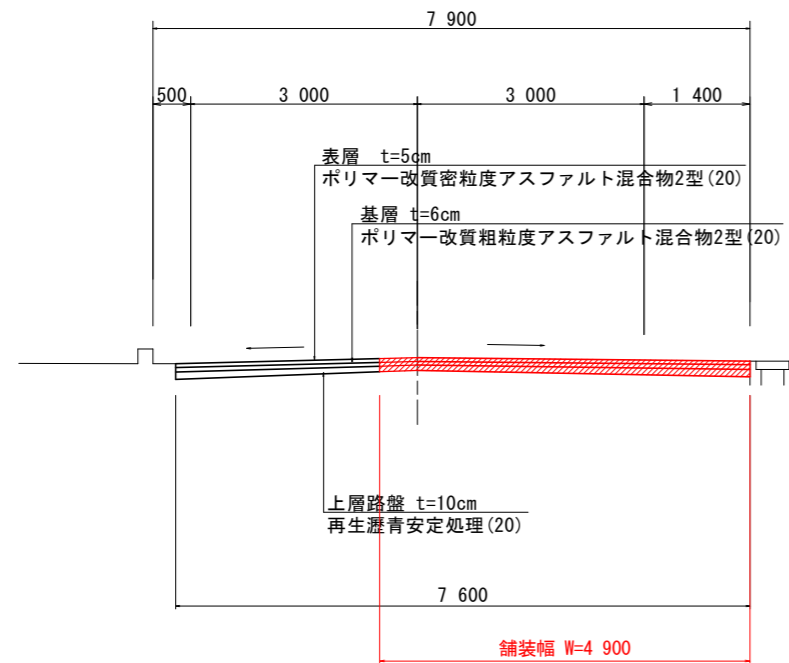 7 900
500
3 000
3 000
1 400
表層 t=5cm
ポリマー改質密粒度アスファルト混合物2型(20)
基層 t=6cm
ポリマー改質粗粒度アスファルト混合物2型(20)
上層路盤 t=10cm
再生瀝青安定処理(20)
7 600
舗装幅 W=4 900